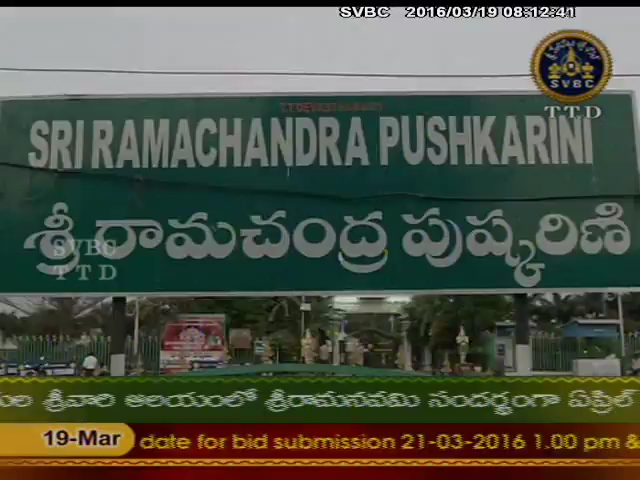 SVBC 2016/03/19 08:12:41
SVBC
TTD
SRI RAMACHANDRA PUSHKARINI
శ్రీ రామచంద్ర పుష్కరిణి
SVBC
TTD
శ్రీవారి ఆలయంలో శ్రీరామనవమి సందర్భంగా ఏప్రిల్
19-Mar date for bid submission 21-03-2016 1.00 pm &